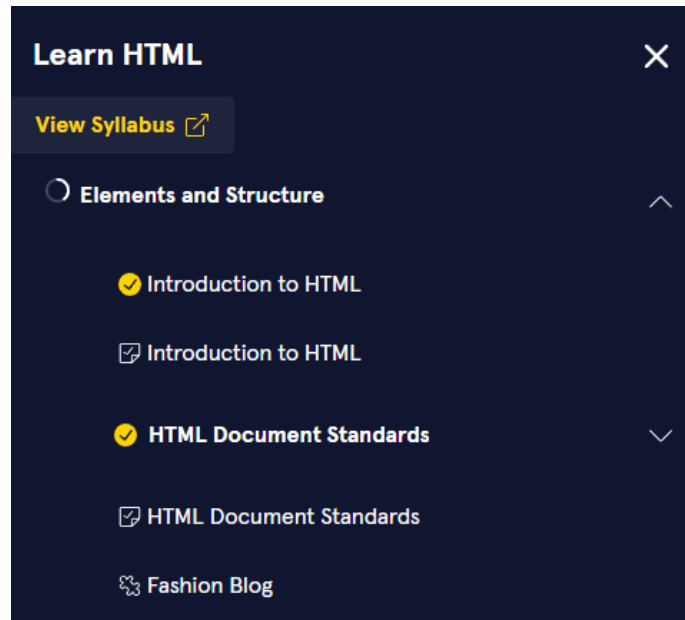 Learn HTML
View Syllabus
Elements and Structure
Introduction to HTML
Introduction to HTML
HTML Document Standards
HTML Document Standards
Fashion Blog